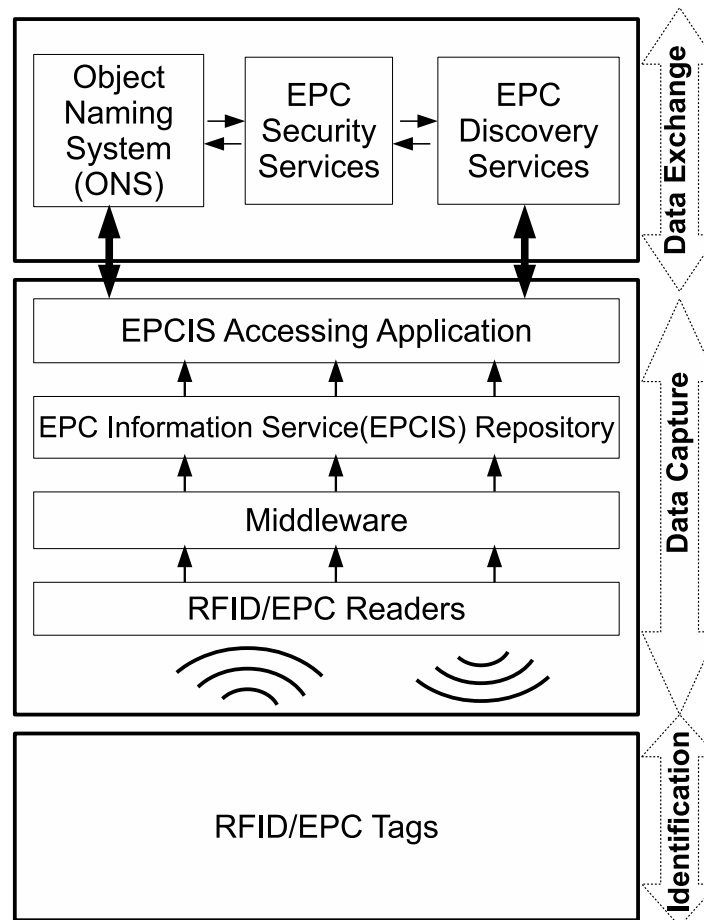 Object
Naming
System
(ONS)
EPC
Security
Services
EPC
Discovery
Services
Data Exchange
EPCIS Accessing Application
EPC Information Service(EPCIS) Repository
Middleware
RFID/EPC Readers
Data Capture
RFID/EPC Tags
Identification